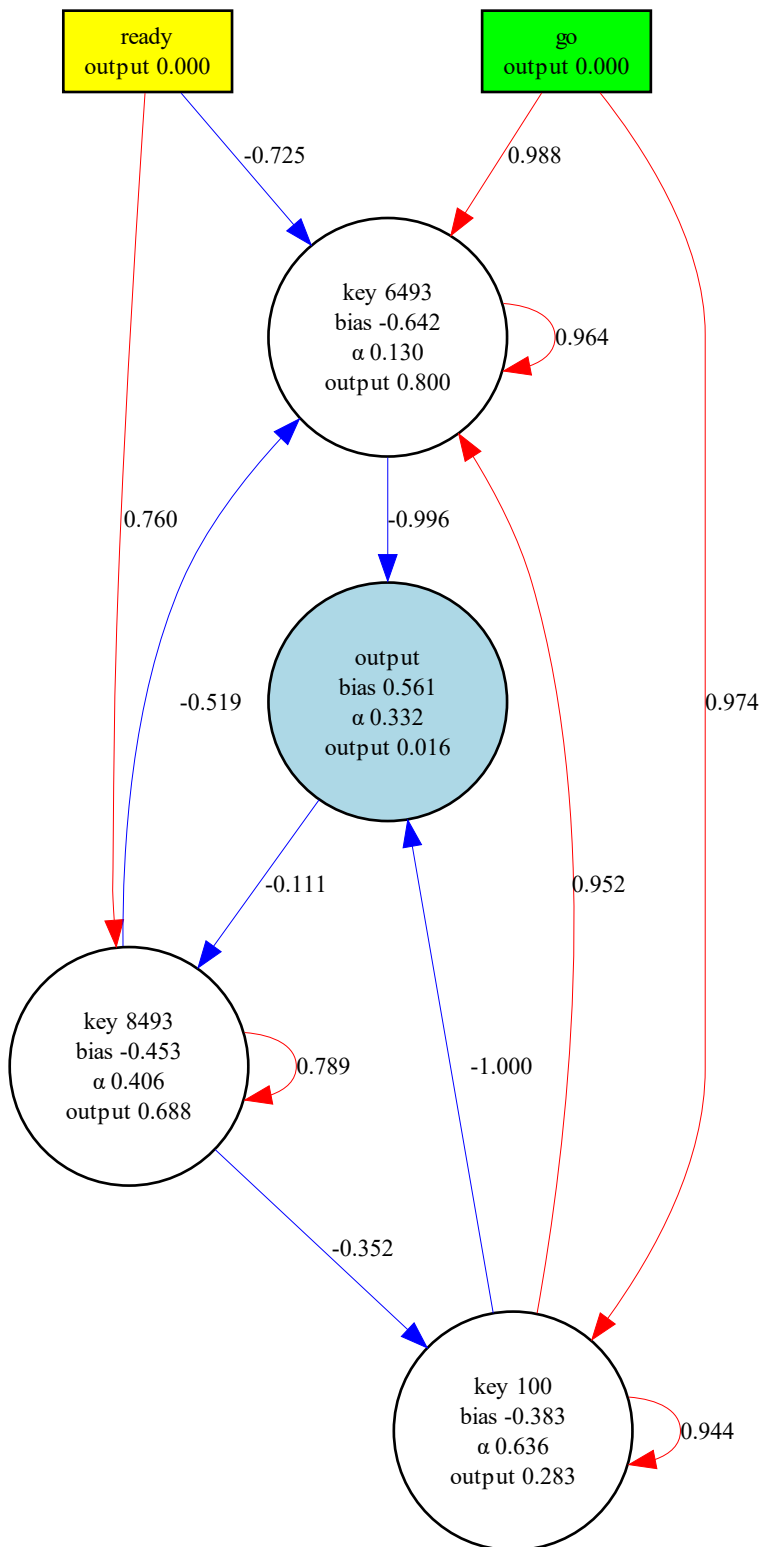 ready
output 0.000
go
output 0.000
-0.725
0.988
key 6493
bias -0.642
α 0.130
output 0.800
0.964
0.760
-0.996
-0.519
output
bias 0.561
α 0.332
output 0.016
0.974
-0.111
0.952
key 8493
bias -0.453
α 0.406
output 0.688
0.789
-1.000
-0.352
key 100
bias -0.383
α 0.636
output 0.283
0.944